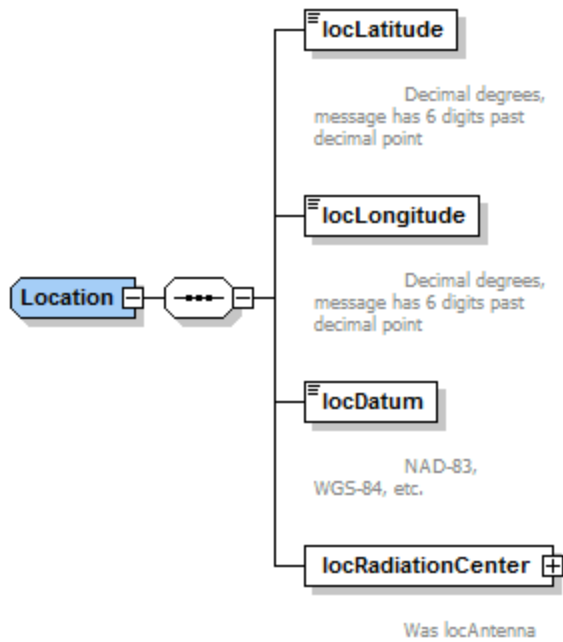 locLatitude
Decimal degrees,
message has 6 digits past
decimal point
locLongitude
Decimal degrees,
message has 6 digits past
decimal point
Location
locDatum
NAD-83,
WGS-84, etc.
locRadiationCenter
Was locAntenna